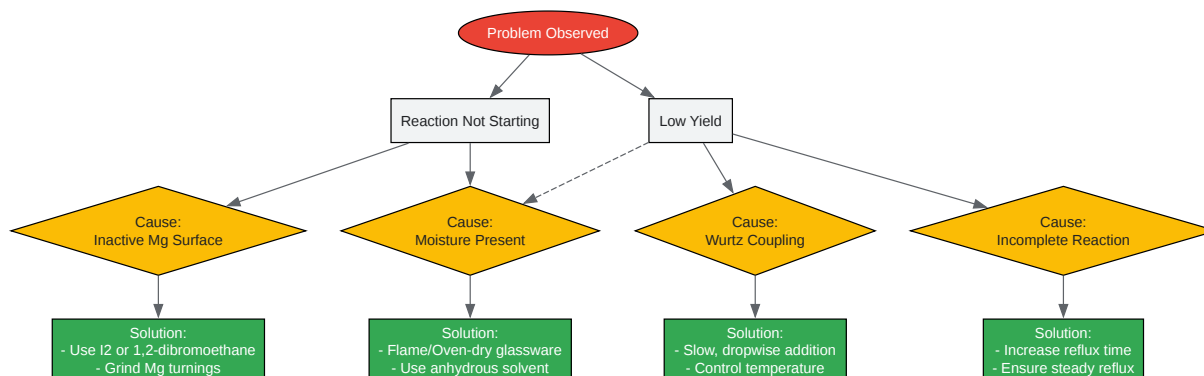 Problem Observed
Reaction Not Starting
Low Yield
Cause:
Inactive Mg Surface
Cause:
Moisture Present
Cause:
Wurtz Coupling
Cause:
Incomplete Reaction
Solution:
- Use I2 or 1,2-dibromoethane
- Grind Mg turnings
Solution:
- Flame/Oven-dry glassware
- Use anhydrous solvent
Solution:
- Slow, dropwise addition
- Control temperature
Solution:
- Increase reflux time
- Ensure steady reflux